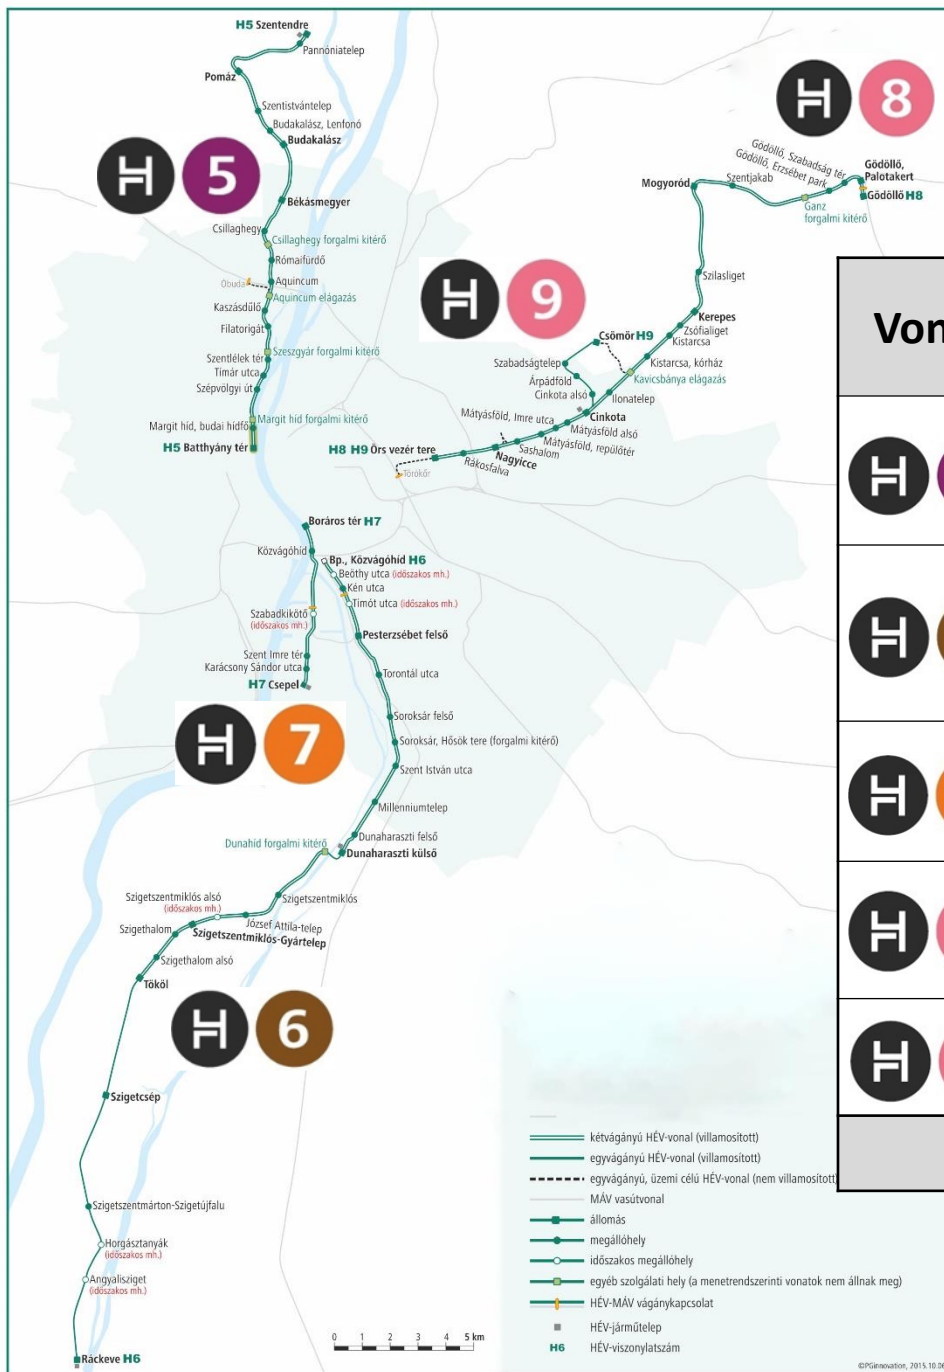 H5 Szentendre
Pannóniatelep
Pomáz
Szentistvántelep
Budakalász, Lenfonó
Budakalász
5
Békásmegyer
Csillaghegy
Csillaghegy forgalmi kitérő
Rómaifürdő
Óbuda
Aquincum
Aquincum elágazás
Kaszásdűlő
Filatorigát
Szeszgyár forgalmi kitérő
Szentlélek tér
Tímár utca
Szépvölgyi út
Margit híd forgalmi kitérő
Margit híd, budai hídfő
H5 Batthyány tér
8
Gödöllő, Szabadság tér
Gödöllő, Erzsébet park
Gödöllő,
Palotakert
Gödöllő H8
Mogyoród
Szentjakab
Ganz
forgalmi kitérő
Szilasliget
9
Kerepes
Zsófialiget
Kistarcsa
Csömör H9
Kistarcsa, kórház
Szabadságtelep
Kavicsbánya elágazás
Árpádföld
Cinkota alsó
Ilonatelep
Cinkota
Mátyásföld, Imre utca
Mátyásföld alsó
Mátyásföld, repülőtér
Sashalom
Nagyicce
Rákosfalva
H8 H9 Örs vezér tere
Törökőr
Boráros tér H7
Közvágóhíd
Bp., Közvágóhíd H6
Beöthy utca (időszakos mh.)
Kén utca
Timót utca (időszakos mh.)
Szabadkikötő
(időszakos mh.)
Pesterzsébet felső
Szent Imre tér
Karácsony Sándor utca
H7 Csepel
Torontál utca
7
Soroksár felső
Soroksár, Hősök tere (forgalmi kitérő)
Szent István utca
Millenniumtelep
Dunaharaszti felső
Dunahíd forgalmi kitérő
Dunaharaszti külső
Szigetszentmiklós
Szigetszentmiklós alsó
(időszakos mh.)
József Attila-telep
Szigetszentmiklós-Gyártelep
Szigethalom
Szigethalom alsó
Tököl
6
Szigetcsép
Szigetszentmárton-Szigetújfalu
Horgásztanyák
(időszakos mh.)
Angyalisziget
(időszakos mh.)
Ráckeve H6
0 1 2 3 4 5 km
Von
kétvágányú HÉV-vonal (villamosított)
egyvágányú HÉV-vonal (villamosított)
egyvágányú, üzemi célú HÉV-vonal (nem villamosított)
MÁV vasútvonal
állomás
megállóhely
időszakos megállóhely
egyéb szolgálati hely (a menetrendszerinti vonatok nem állnak meg)
HÉV-MÁV vágánykapcsolat
HÉV-járműtelep
H6 HÉV-viszonylatszám
©PGinnovation, 2015.10.06